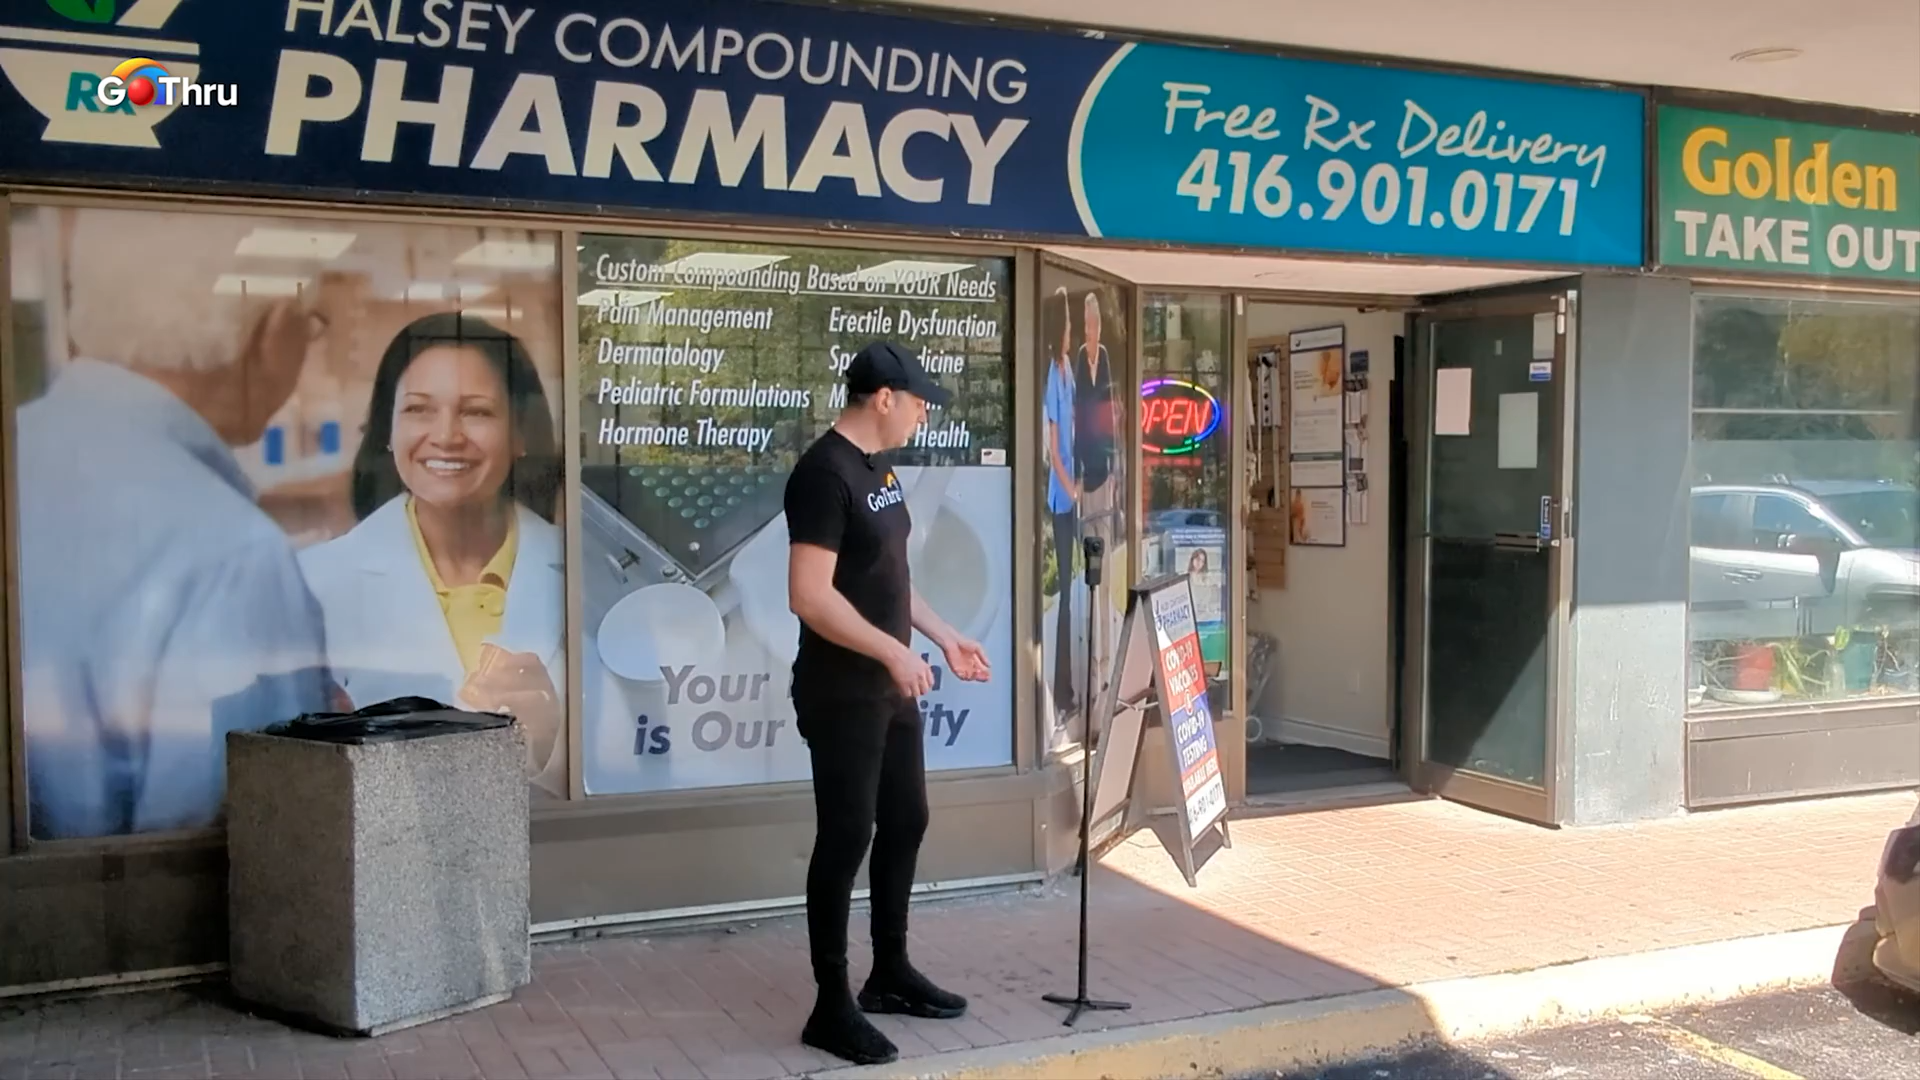 HALSEY COMPOUNDING
PHARMACY
Rx
GoThru
Free Rx Delivery
416.901.0171
Golden
TAKE OUT
Custom Compounding Based on YOUR Needs
Pain Management
Dermatology
Pediatric Formulations
Hormone Therapy
Erectile Dysfunction
Health
OPEN
GoThru
Your
is Our
PHARMACY
COVID-19
VACCINES
COVID-19
TESTING